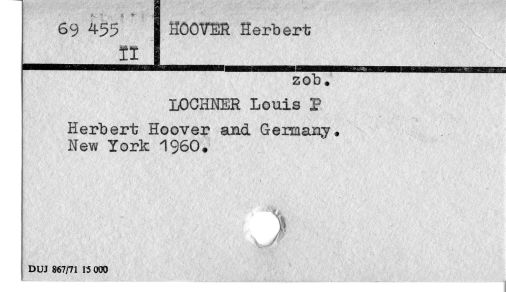 69 455
II
HOOVER Herbert
zob.
LOCHNER Louis P
Herbert Hoover and Germany.
New York 1960.
DUJ 867/71 15 000